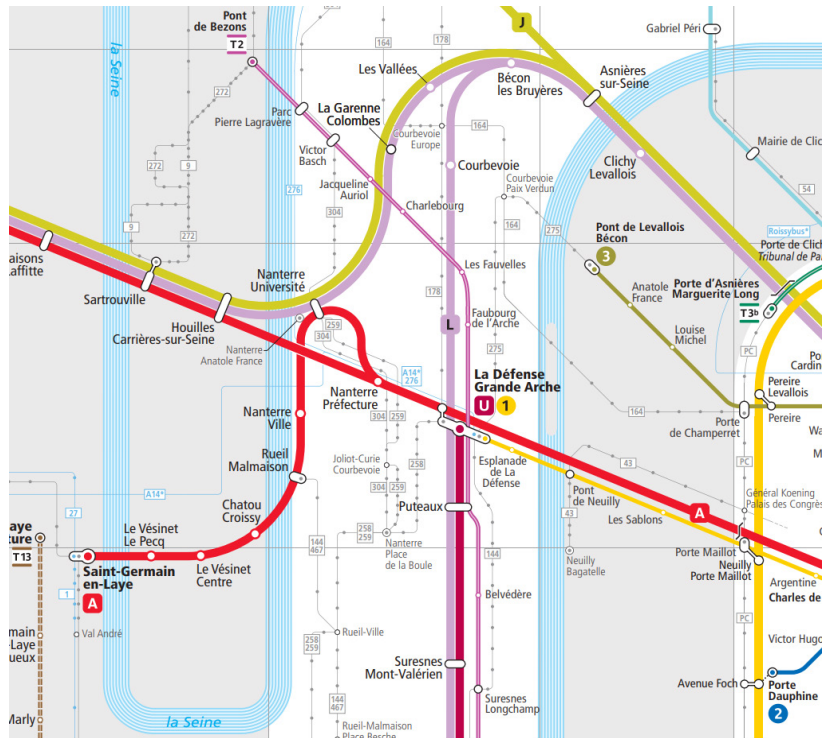 Pont
de Bezons
T2
la Seine
272
272
9
9
272
164
178
J
Gabriel Péri
Les Vallées
Bécon
les Bruyères
Asnières
sur-Seine
Parc
Pierre Lagravère
La Garenne
Colombes
Courbevoie
Europe
164
Victor
Basch
276
Mairie de Clic
Clichy
Levallois
Courbevoie
Jacqueline
Auriol
Courbevoie
Paix Verdun
54
304
Charlebourg
164
275
Pont de Levallois
Bécon
3
Roissybus*
Porte de Clich
Tribunal de Pa
aisons
affitte
Sartrouville
Nanterre
Université
Les Fauvelles
Anatole
France
Porte d'Asnières
Marguerite Long
T3b
178
Houilles
Carrières-sur-Seine
259
304
Nanterre
Anatole France
L
Faubourg
de l'Arche
275
Louise
Michel
PC
Po
Cardin
A14*
276
La Défense
Grande Arche
U
1
Nanterre
Préfecture
Pereire
Levallois
Pereire
Nanterre
Ville
304
259
164
Porte
de Champerret
Wa
M
Rueil
Malmaison
Joliot-Curie
Courbevoie
258
Esplanade
de La
Défense
43
PC
A14*
304
259
Pont
de Neuilly
Général Koening
Palais des Congrès
27
Chatou
Croissy
Puteaux
43
Les Sablons
A
aye
ture
T13
Le Vésinet
Le Pecq
144
467
258
259
Nanterre
Place
de la Boule
144
Neuilly
Bagatelle
Porte Maillot
Neuilly
Porte Maillot
Saint-Germain
en-Laye
A
Le Vésinet
Centre
Argentine
Charles de
1
Belvédère
PC
main
-Laye
ueux
Val André
258
259
Rueil-Ville
Victor Hugo
Suresnes
Mont-Valérien
Avenue Foch
Porte
Dauphine
2
Marly
la Seine
144
467
Suresnes
Longchamp
Rueil-Malmaison
Place Besche